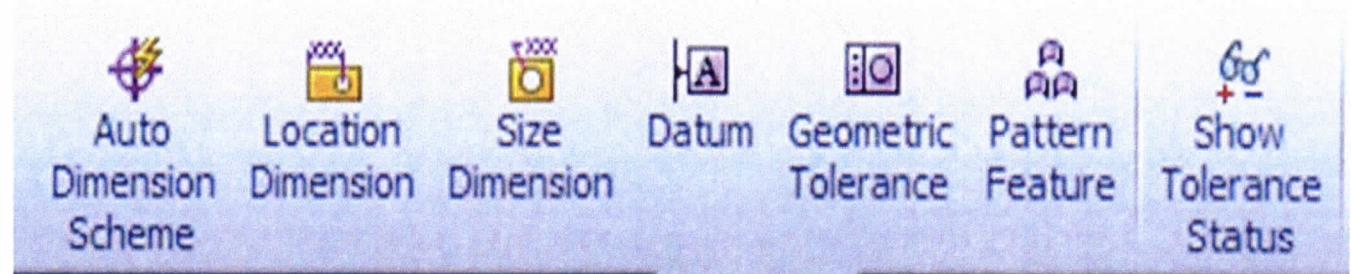 Auto
Dimension
Scheme
Location
Dimension
Size
Dimension
A
Datum
Geometric
Tolerance
Pattern
Feature
Show
Tolerance
Status